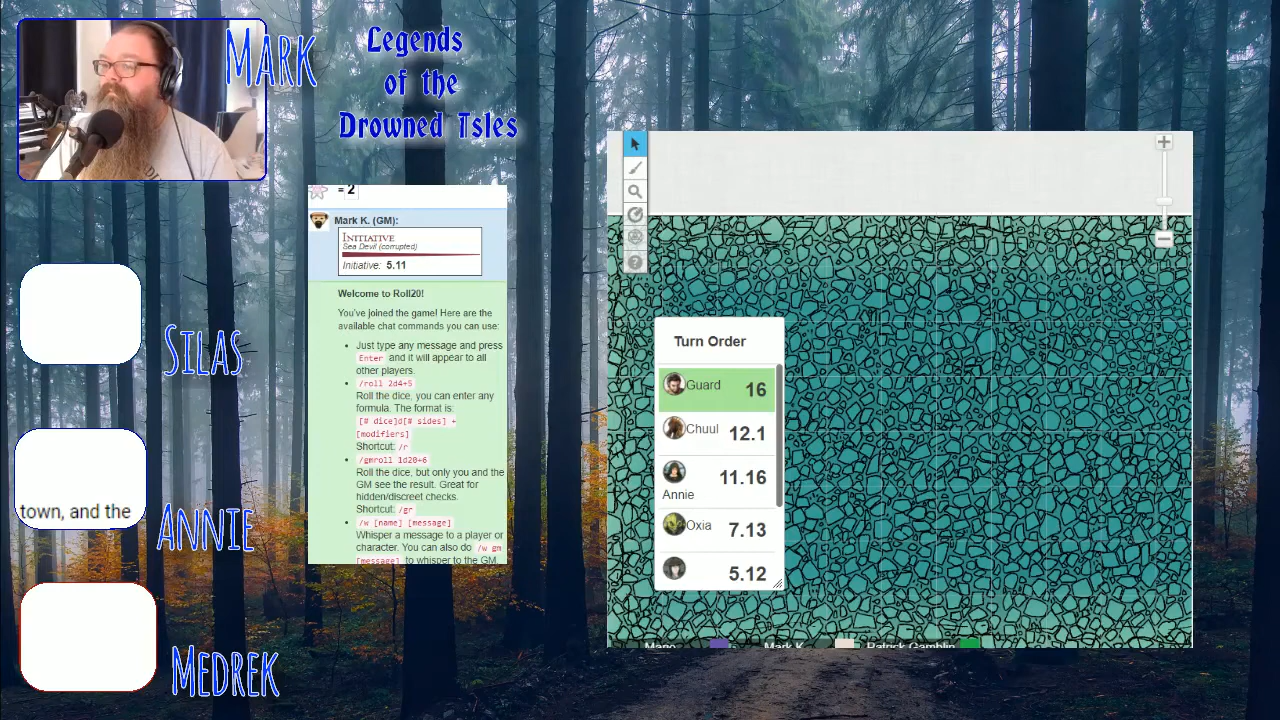 MARK
Legends
of the
Drowned Isles
= 2
Mark K. (GM):
INITIATIVE
Sea Devil (corrupted)
Initiative: 5.11
Welcome to Roll20!
You've joined the game! Here are the
available chat commands you can use:
Just type any message and press
Enter and it will appear to all
other players.
/roll 2d4+5
Roll the dice, you can enter any
formula. The format is:
[# dice]d[# sides] +
[modifiers]
Shortcut: /r
/gmroll 1d20+6
Roll the dice, but only you and the
GM see the result. Great for
hidden/discreet checks.
Shortcut: /gr
/w [name] [message]
Whisper a message to a player or
character. You can also do /w gm
[message] to whisper to the GM.
SILAS
town, and the
ANNIE
MEDREK
Turn Order
Guard 16
Chuul 12.1
Annie 11.16
Oxia 7.13
5.12
Mark K.
Patrick Gamblin